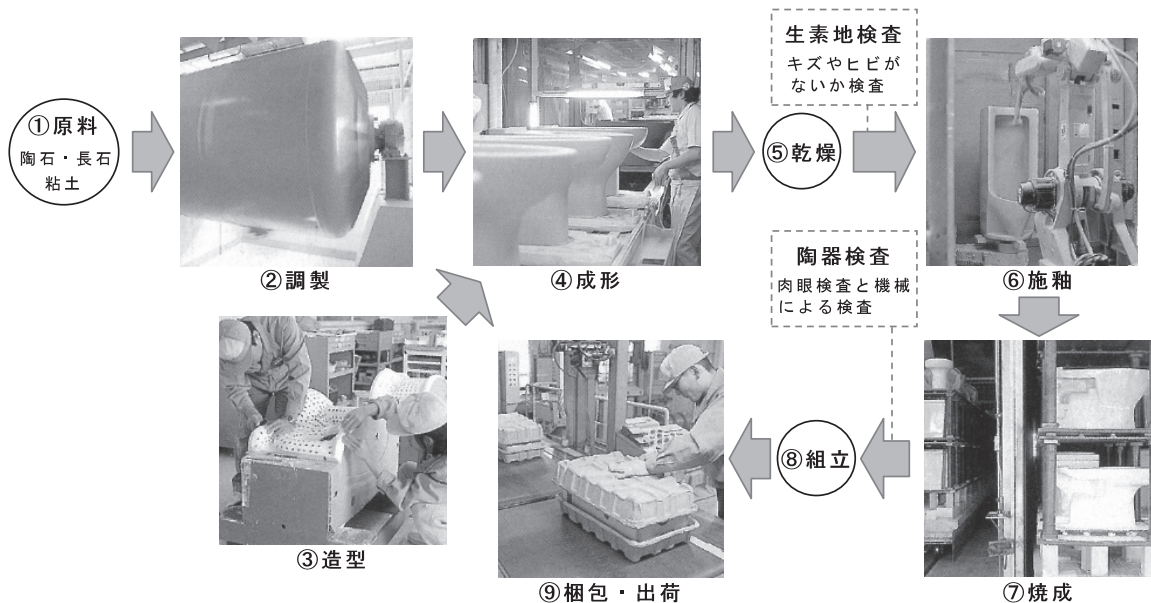 ①原料
陶石・長石
粘土
②調製
③造型
④成形
⑤乾燥
生素地検査
キズやヒビが
ないか検査
⑥施釉
⑦焼成
陶器検査
肉眼検査と機械
による検査
⑧組立
⑨梱包・出荷